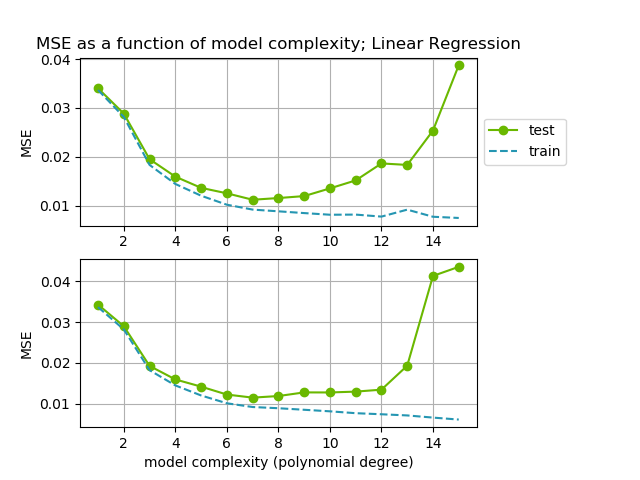 MSE as a function of model complexity; Linear Regression
0.04
0.03
0.02
0.01
MSE
2 4 6 8 10 12 14
test
train
0.04
0.03
0.02
0.01
MSE
2 4 6 8 10 12 14
model complexity (polynomial degree)